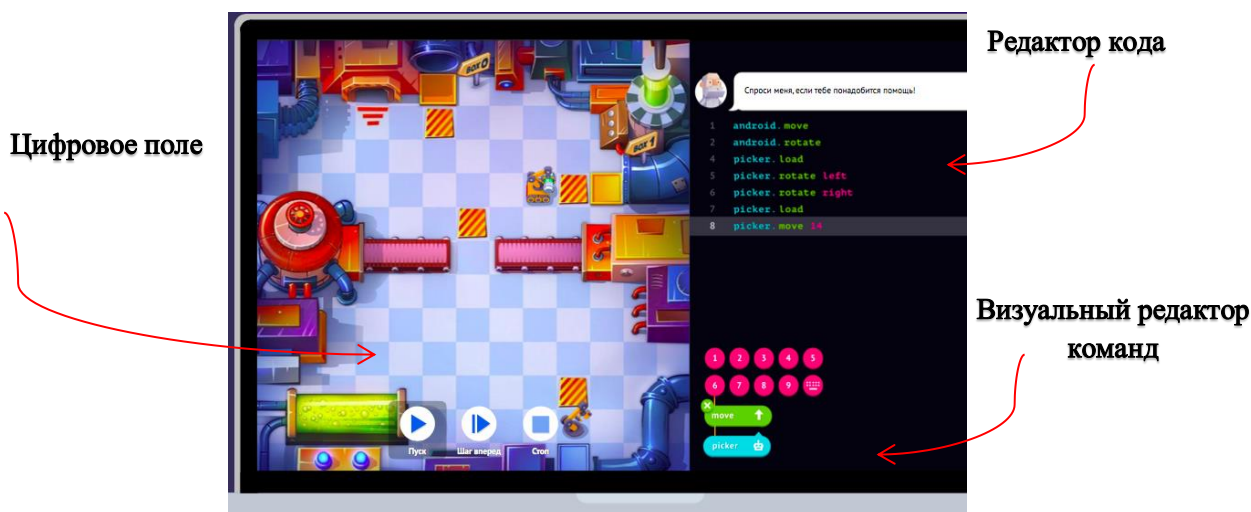 Редактор кода
BOX 0
Спроси меня, если тебе понадобится помощь!
Цифровое поле
1 android.move
2 android.rotate
BOX 1
4 picker.load
5 picker.rotate left
6 picker.rotate right
7 picker.load
8 picker.move 14
Визуальный редактор
команд
1 2 3 4 5
6 7 8 9
move
picker
Пуск Шаг вперед Стоп